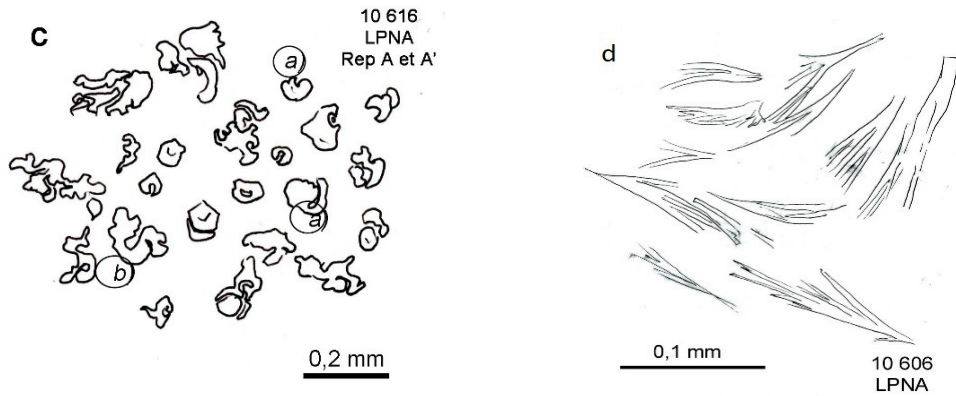 c
10 616
LPNA
Rep A et A'
a
a
b
0,2 mm
d
0,1 mm
10 606
LPNA